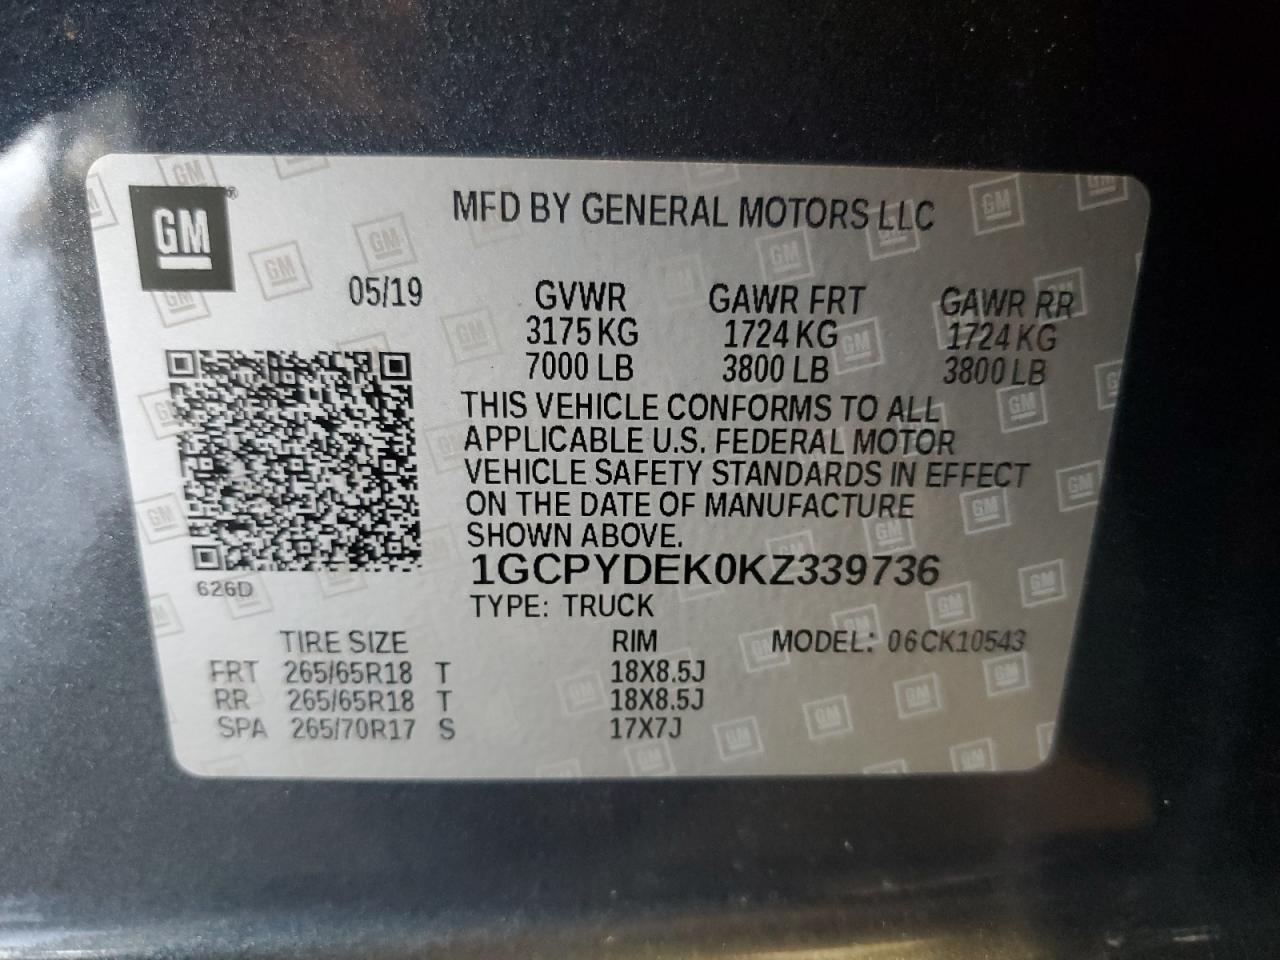 GM
MFD BY GENERAL MOTORS LLC
05/19 GVWR GAWR FRT GAWR RR
3175 KG 1724 KG 1724 KG
7000 LB 3800 LB 3800 LB
THIS VEHICLE CONFORMS TO ALL
APPLICABLE U.S. FEDERAL MOTOR
VEHICLE SAFETY STANDARDS IN EFFECT
ON THE DATE OF MANUFACTURE
SHOWN ABOVE.
626D
1GCPYDEK0KZ339736
TYPE: TRUCK
TIRE SIZE RIM MODEL: 06CK10543
FRT 265/65R18 T 18X8.5J
RR 265/65R18 T 18X8.5J
SPA 265/70R17 S 17X7J